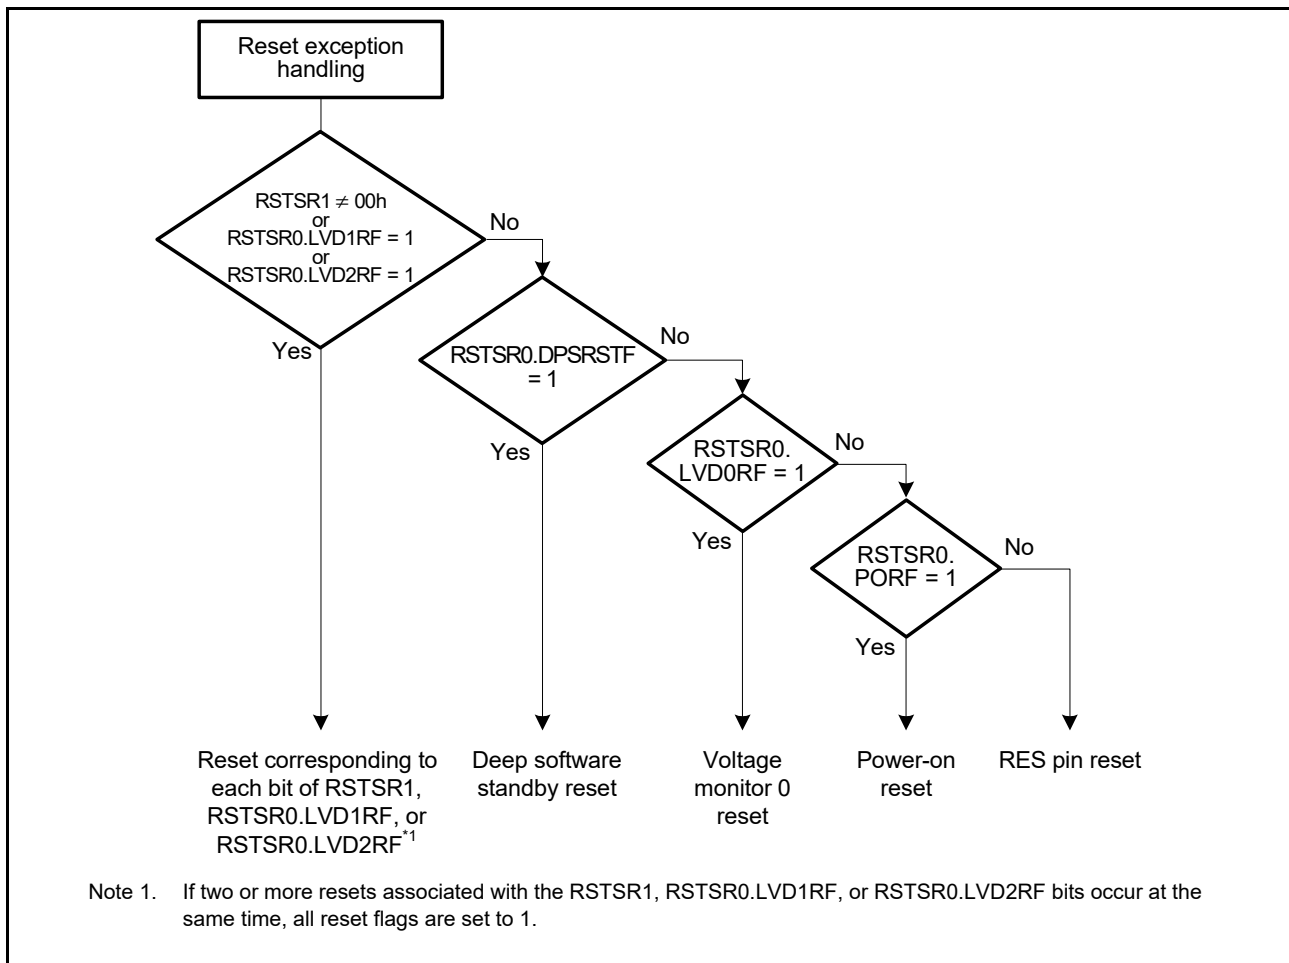 Reset exception
handling
RSTSR1 ≠ 00h
or
RSTSR0.LVD1RF = 1
or
RSTSR0.LVD2RF = 1
No
Yes
RSTSR0.DPSRSTF
= 1
No
Yes
RSTSR0.
LVD0RF = 1
No
Yes
RSTSR0.
PORF = 1
No
Yes
Reset corresponding to
each bit of RSTSR1,
RSTSR0.LVD1RF, or
RSTSR0.LVD2RF*1
Deep software
standby reset
Voltage
monitor 0
reset
Power-on
reset
RES pin reset
Note 1. If two or more resets associated with the RSTSR1, RSTSR0.LVD1RF, or RSTSR0.LVD2RF bits occur at the
same time, all reset flags are set to 1.